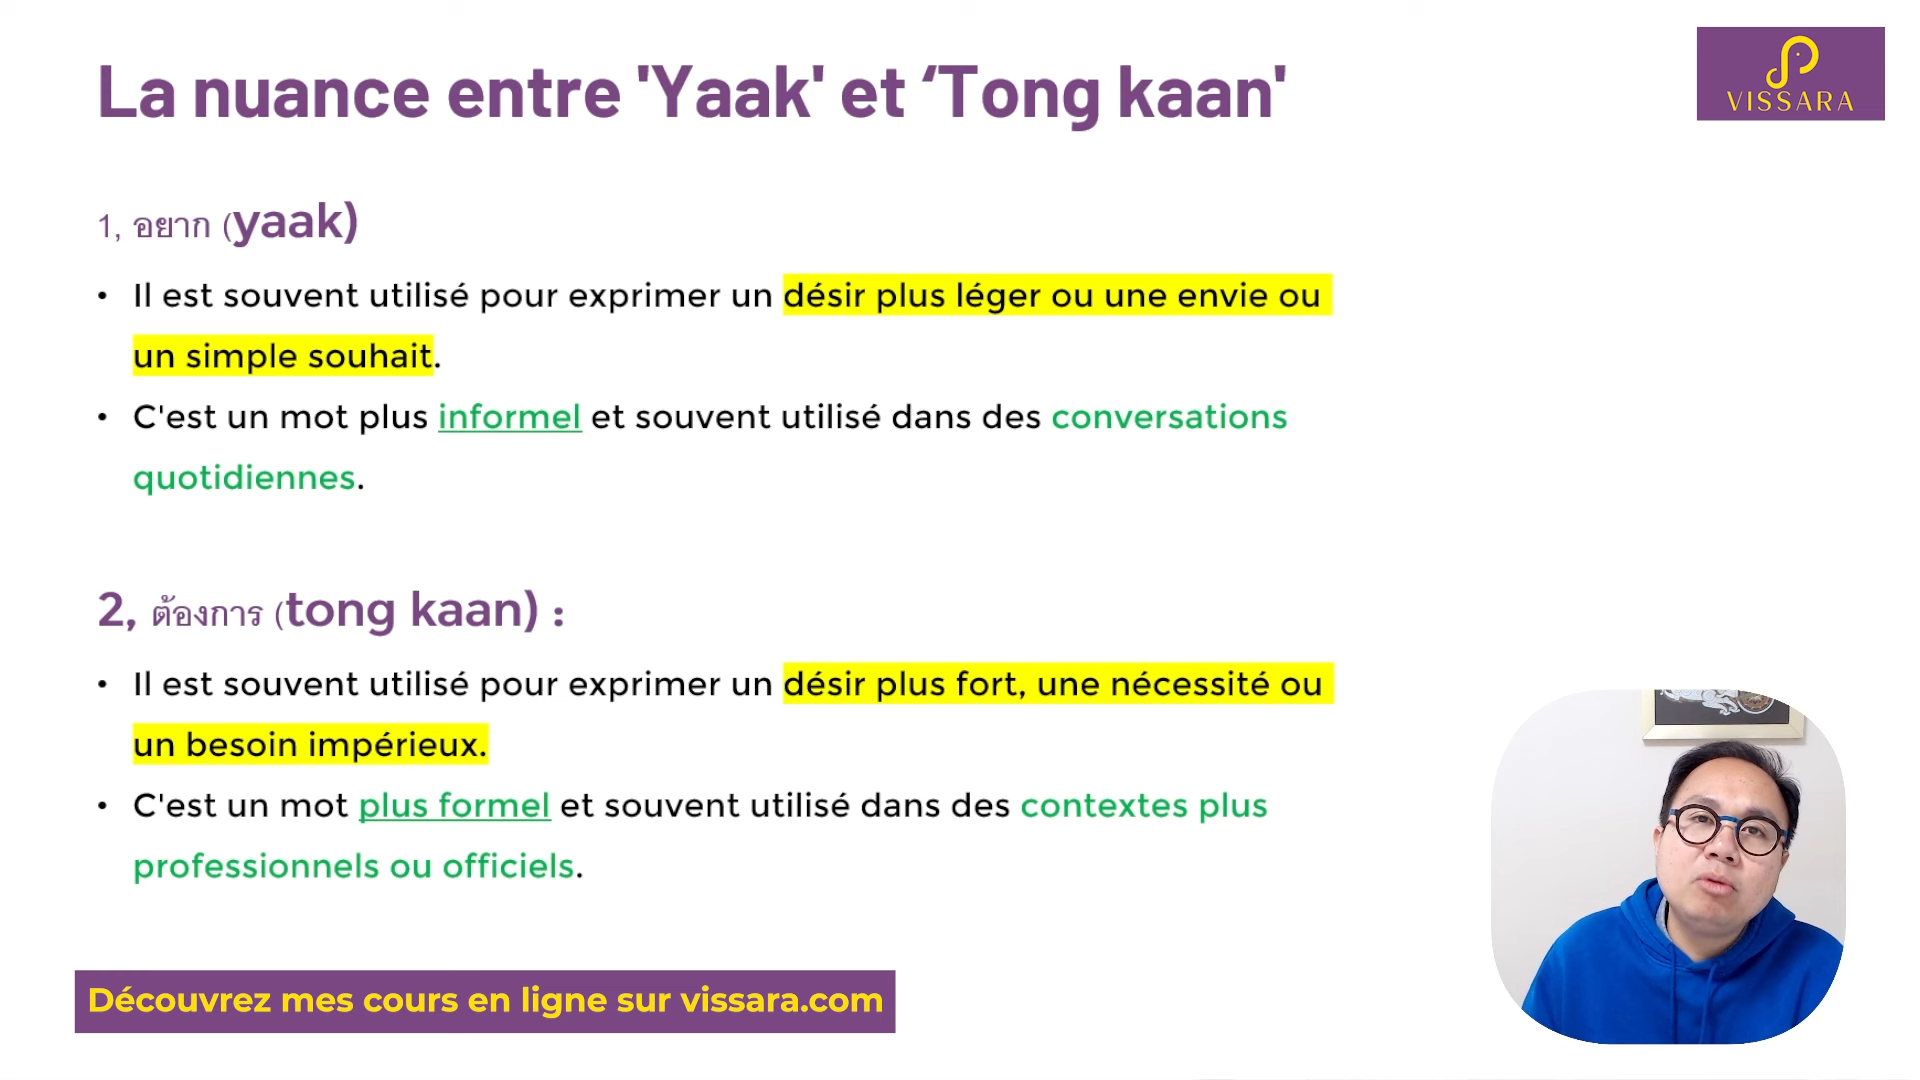 La nuance entre 'Yaak' et ‘Tong kaan'
VISSARA
1, อยาก (yaak)
• Il est souvent utilisé pour exprimer un désir plus léger ou une envie ou
un simple souhait.
• C'est un mot plus informel et souvent utilisé dans des conversations
quotidiennes.
2, ต้องการ (tong kaan) :
• Il est souvent utilisé pour exprimer un désir plus fort, une nécessité ou
un besoin impérieux.
• C'est un mot plus formel et souvent utilisé dans des contextes plus
professionnels ou officiels.
Découvrez mes cours en ligne sur vissara.com